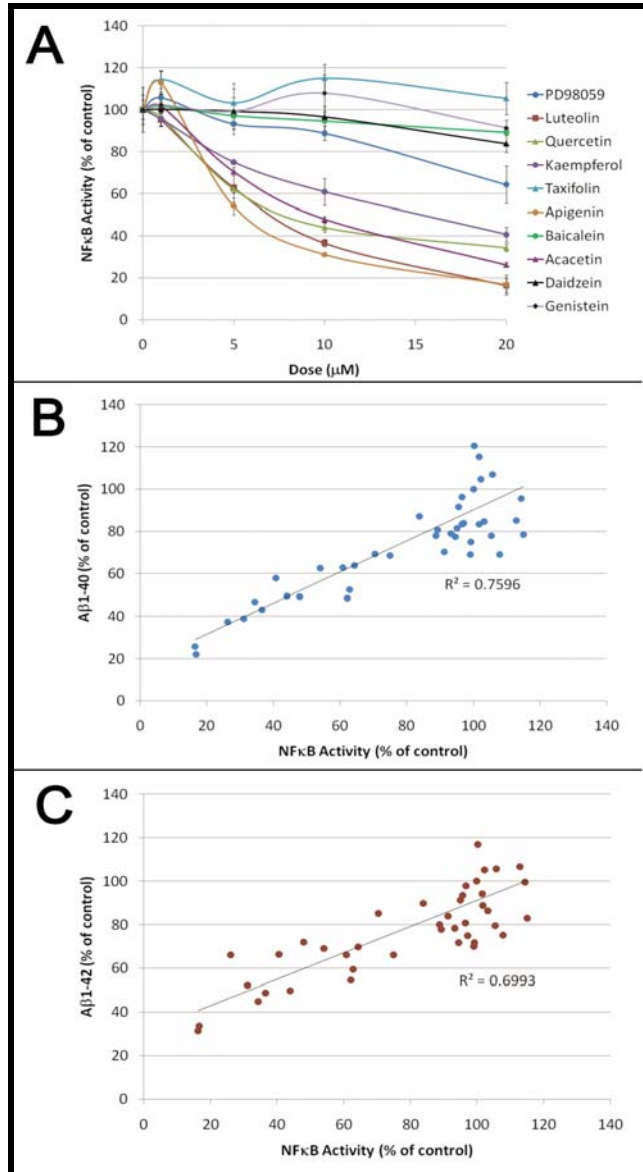 A
NFκB Activity (% of control)
140
120
100
80
60
40
20
0
0
5
10
15
20
Dose (μM)
PD98059
Luteolin
Quercetin
Kaempferol
Taxifolin
Apigenin
Baicalein
Acacetin
Daidzein
Genistein
B
Aβ1-40 (% of control)
140
120
100
80
60
40
20
0
R² = 0.7596
0
20
40
60
80
100
120
140
NFκB Activity (% of control)
C
Aβ1-42 (% of control)
140
120
100
80
60
40
20
0
R² = 0.6993
0
20
40
60
80
100
120
140
NFκB Activity (% of control)